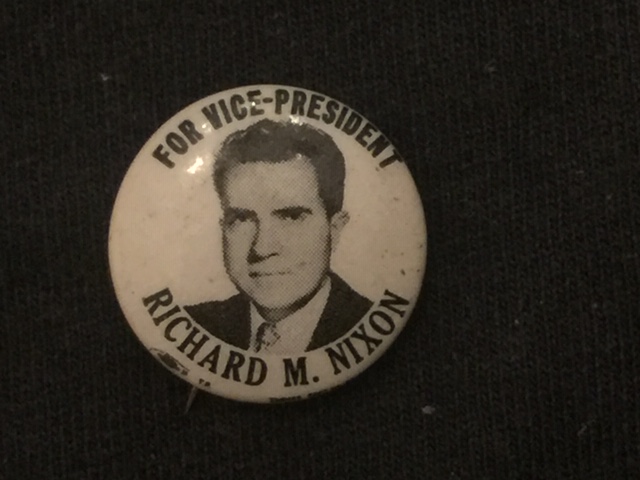 FOR VICE-PRESIDENT
RICHARD M. NIXON